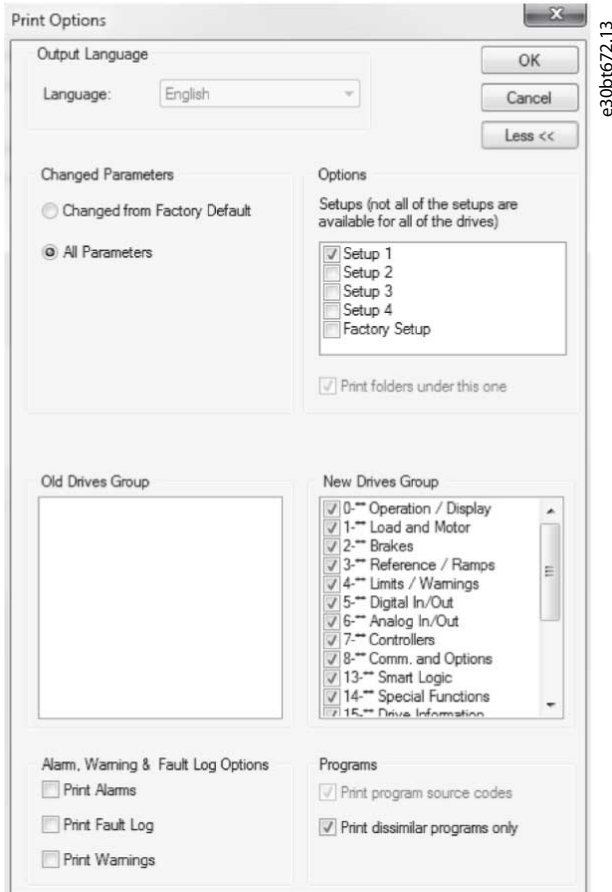 Print Options
Output Language
Language: English
OK
Cancel
Less <<
e30bt672.13
Changed Parameters
Changed from Factory Default
All Parameters
Options
Setups (not all of the setups are
available for all of the drives)
Setup 1
Setup 2
Setup 3
Setup 4
Factory Setup
Print folders under this one
Old Drives Group
New Drives Group
0-** Operation / Display
1-** Load and Motor
2-** Brakes
3-** Reference / Ramps
4-** Limits / Warnings
5-** Digital In/Out
6-** Analog In/Out
7-** Controllers
8-** Comm. and Options
13-** Smart Logic
14-** Special Functions
15-** Drive Information
Alarm, Warning & Fault Log Options
Print Alarms
Print Fault Log
Print Warnings
Programs
Print program source codes
Print dissimilar programs only